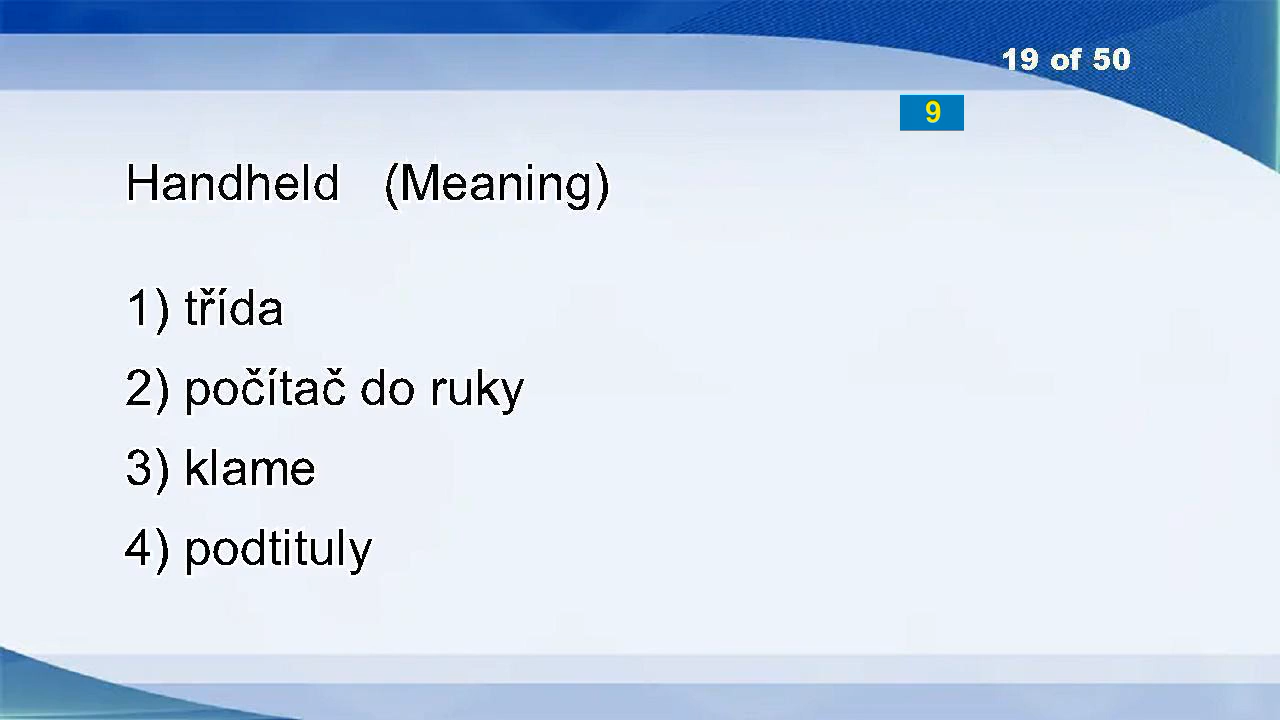 19 of 50
9
Handheld (Meaning)
1) třída
2) počítač do ruky
3) klame
4) podtituly